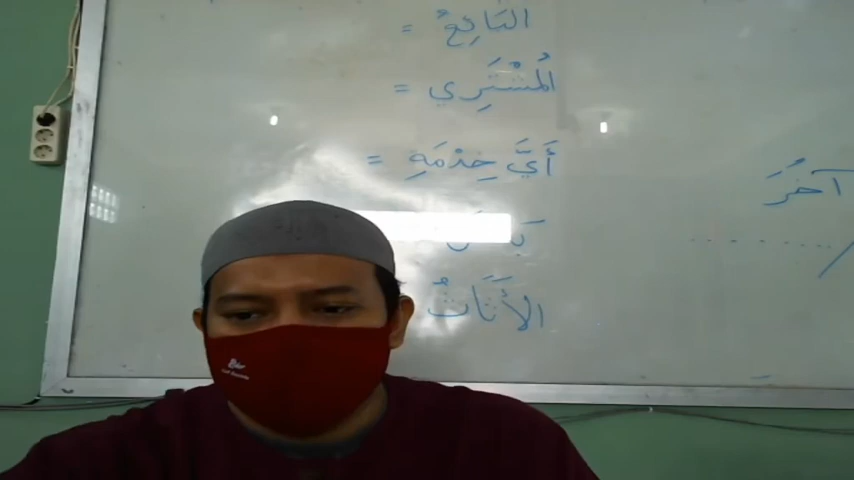 البَائِعُ =
المُشْتَرِي =
أَيَّ خِدْمَةٍ =
الأَثَاثُ
آخَرُ